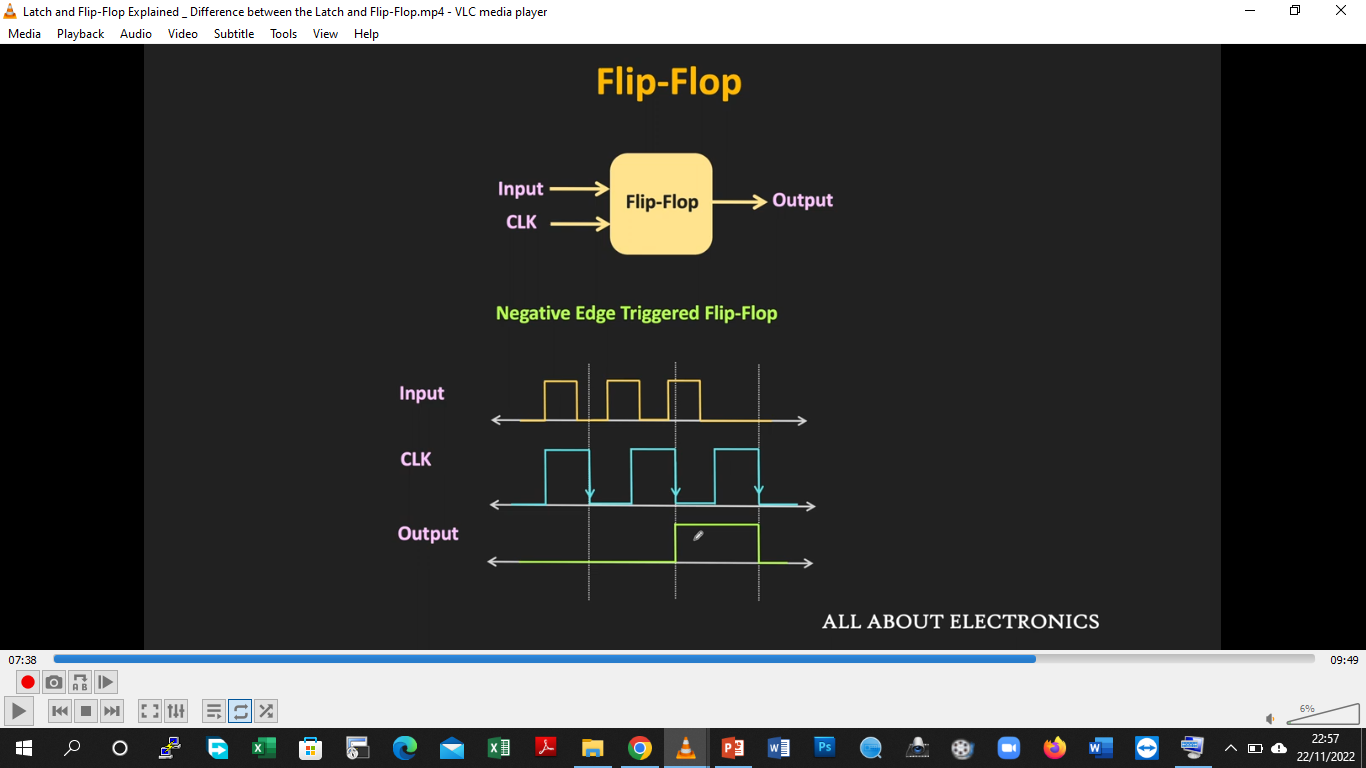 Latch and Flip-Flop Explained _ Difference between the Latch and Flip-Flop.mp4 - VLC media player
Media Playback Audio Video Subtitle Tools View Help
Flip-Flop
Input
CLK
Flip-Flop
Output
Negative Edge Triggered Flip-Flop
Input
CLK
Output
ALL ABOUT ELECTRONICS
07:38
09:49
A B
6%
Ps
22:57
22/11/2022